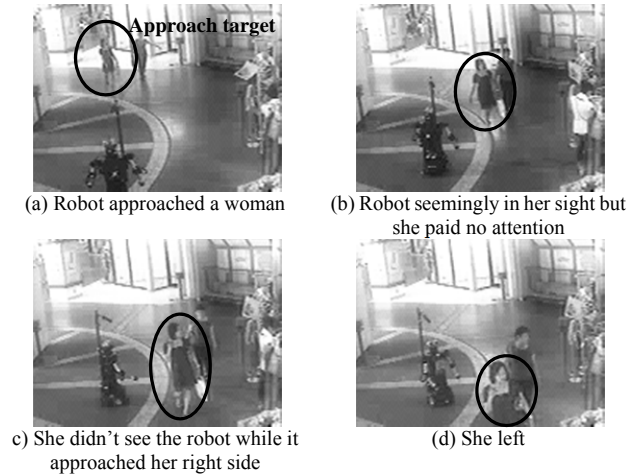 Approach target
(a) Robot approached a woman
(b) Robot seemingly in her sight but
she paid no attention
c) She didn't see the robot while it
approached her right side
(d) She left